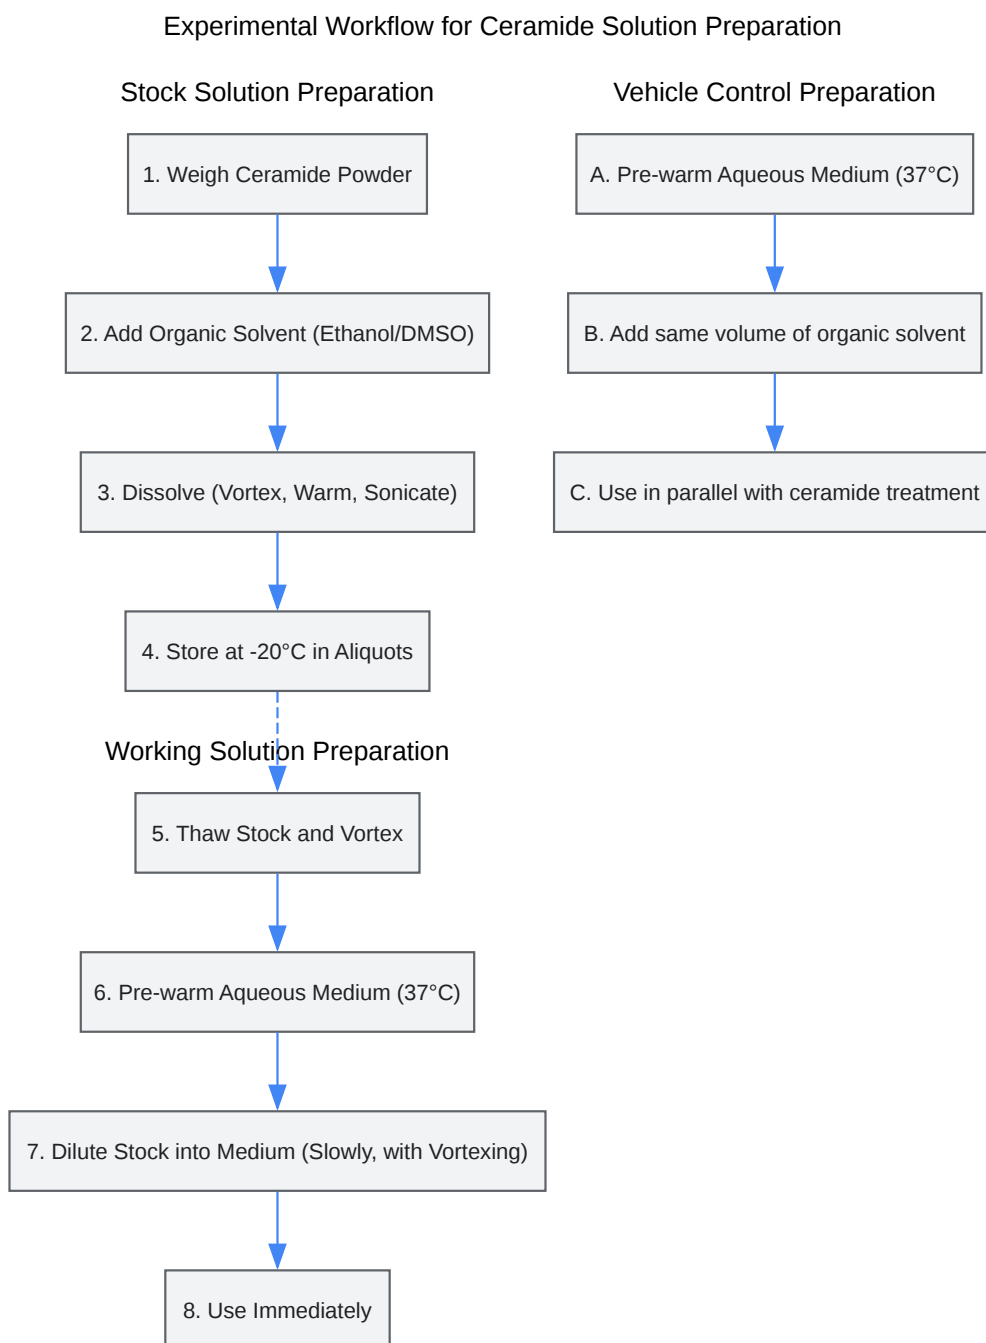 Experimental Workflow for Ceramide Solution Preparation
Stock Solution Preparation
1. Weigh Ceramide Powder
2. Add Organic Solvent (Ethanol/DMSO)
3. Dissolve (Vortex, Warm, Sonicate)
4. Store at -20°C in Aliquots
Working Solution Preparation
5. Thaw Stock and Vortex
6. Pre-warm Aqueous Medium (37°C)
7. Dilute Stock into Medium (Slowly, with Vortexing)
8. Use Immediately
Vehicle Control Preparation
A. Pre-warm Aqueous Medium (37°C)
B. Add same volume of organic solvent
C. Use in parallel with ceramide treatment